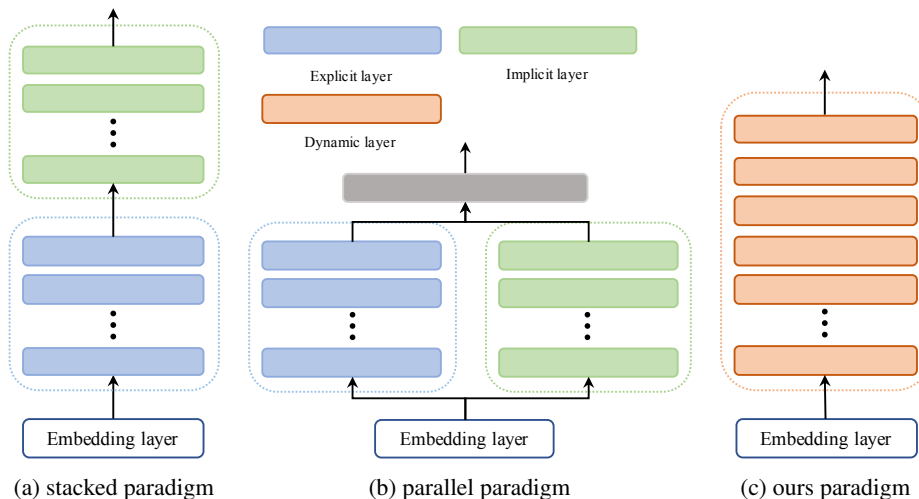 Explicit layer
Implicit layer
Dynamic layer
Embedding layer
Embedding layer
Embedding layer
(a) stacked paradigm
(b) parallel paradigm
(c) ours paradigm